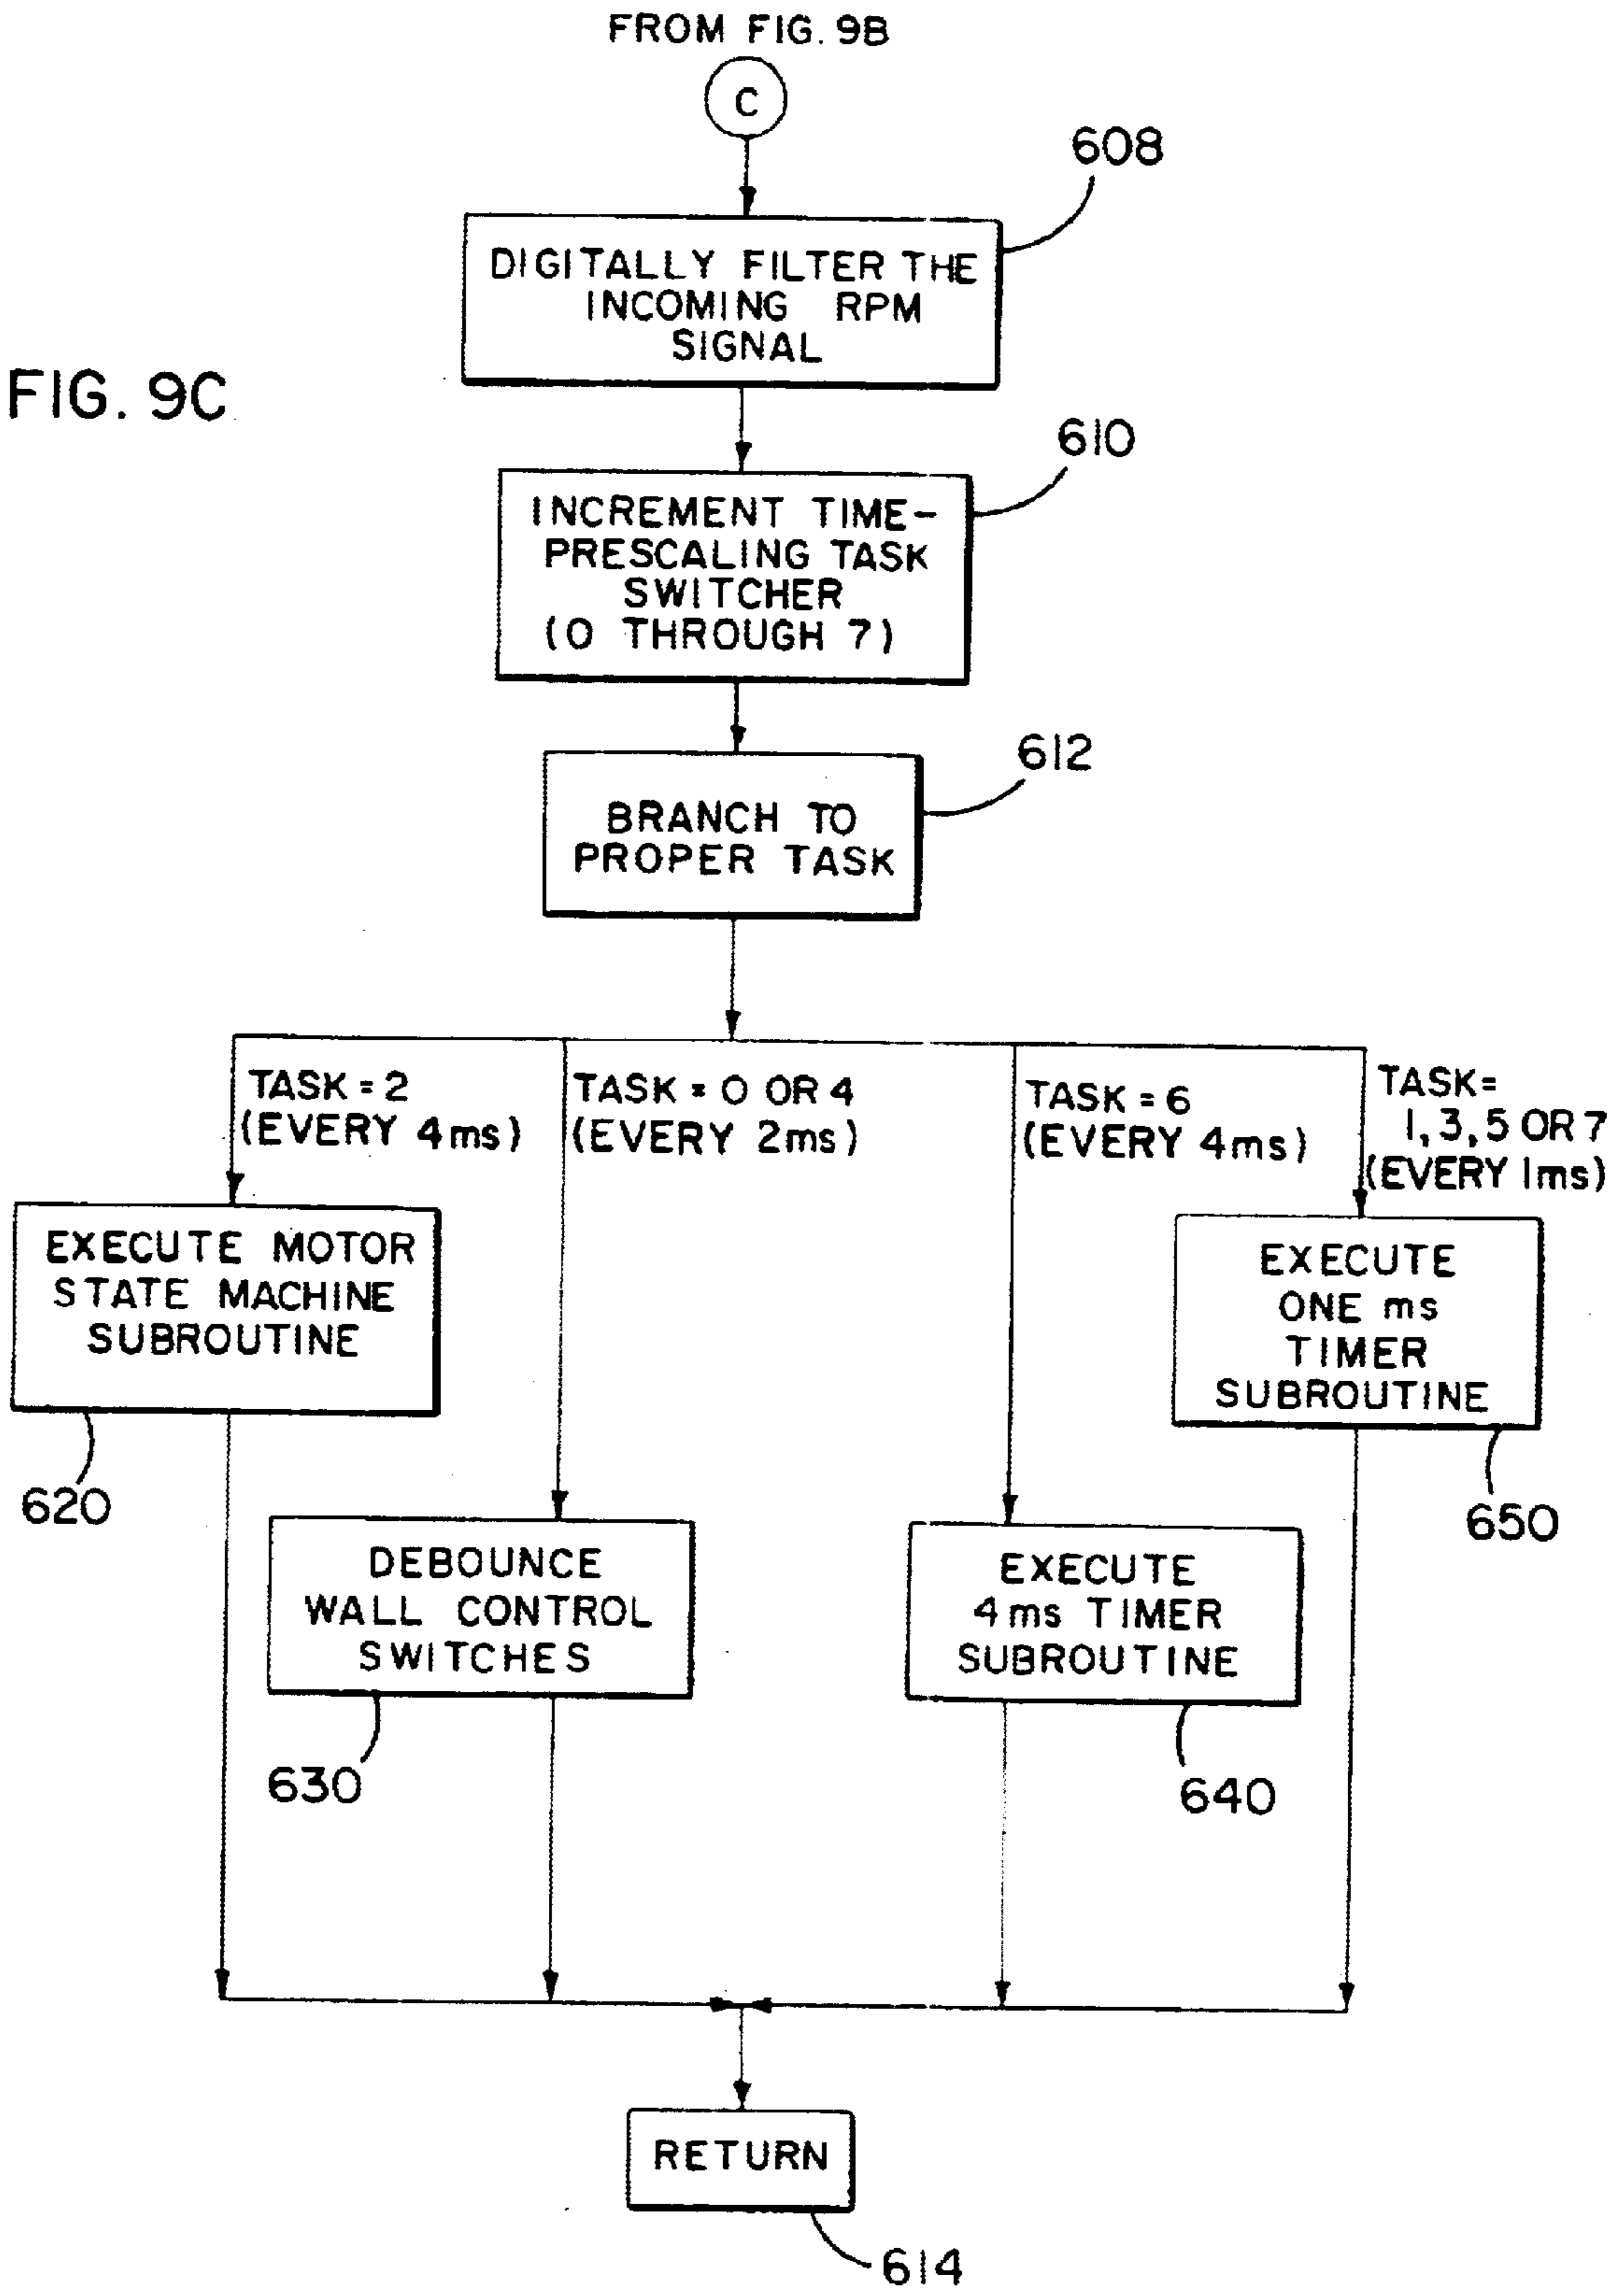 FROM FIG. 9B
C
608
DIGITALLY FILTER THE
INCOMING RPM
SIGNAL
FIG. 9C
610
INCREMENT TIME-
PRESCALING TASK
SWITCHER
(0 THROUGH 7)
612
BRANCH TO
PROPER TASK
TASK = 2
(EVERY 4ms)
TASK = 0 OR 4
(EVERY 2ms)
TASK = 6
(EVERY 4ms)
TASK=
1, 3, 5 OR 7
(EVERY 1ms)
EXECUTE MOTOR
STATE MACHINE
SUBROUTINE
620
EXECUTE
ONE ms
TIMER
SUBROUTINE
650
DEBOUNCE
WALL CONTROL
SWITCHES
630
EXECUTE
4ms TIMER
SUBROUTINE
640
RETURN
614